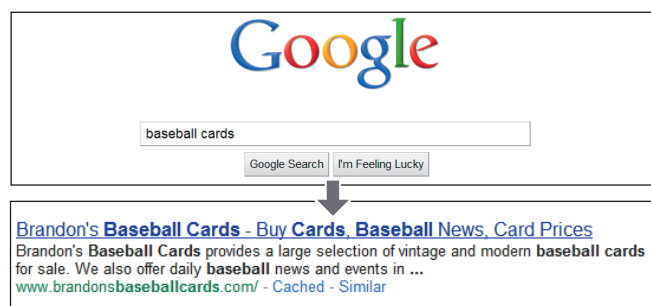 Google
baseball cards
Google Search I'm Feeling Lucky
Brandon's Baseball Cards - Buy Cards, Baseball News, Card Prices
Brandon's Baseball Cards provides a large selection of vintage and modern baseball cards
for sale. We also offer daily baseball news and events in ...
www.brandonsbaseballcards.com/ - Cached - Similar